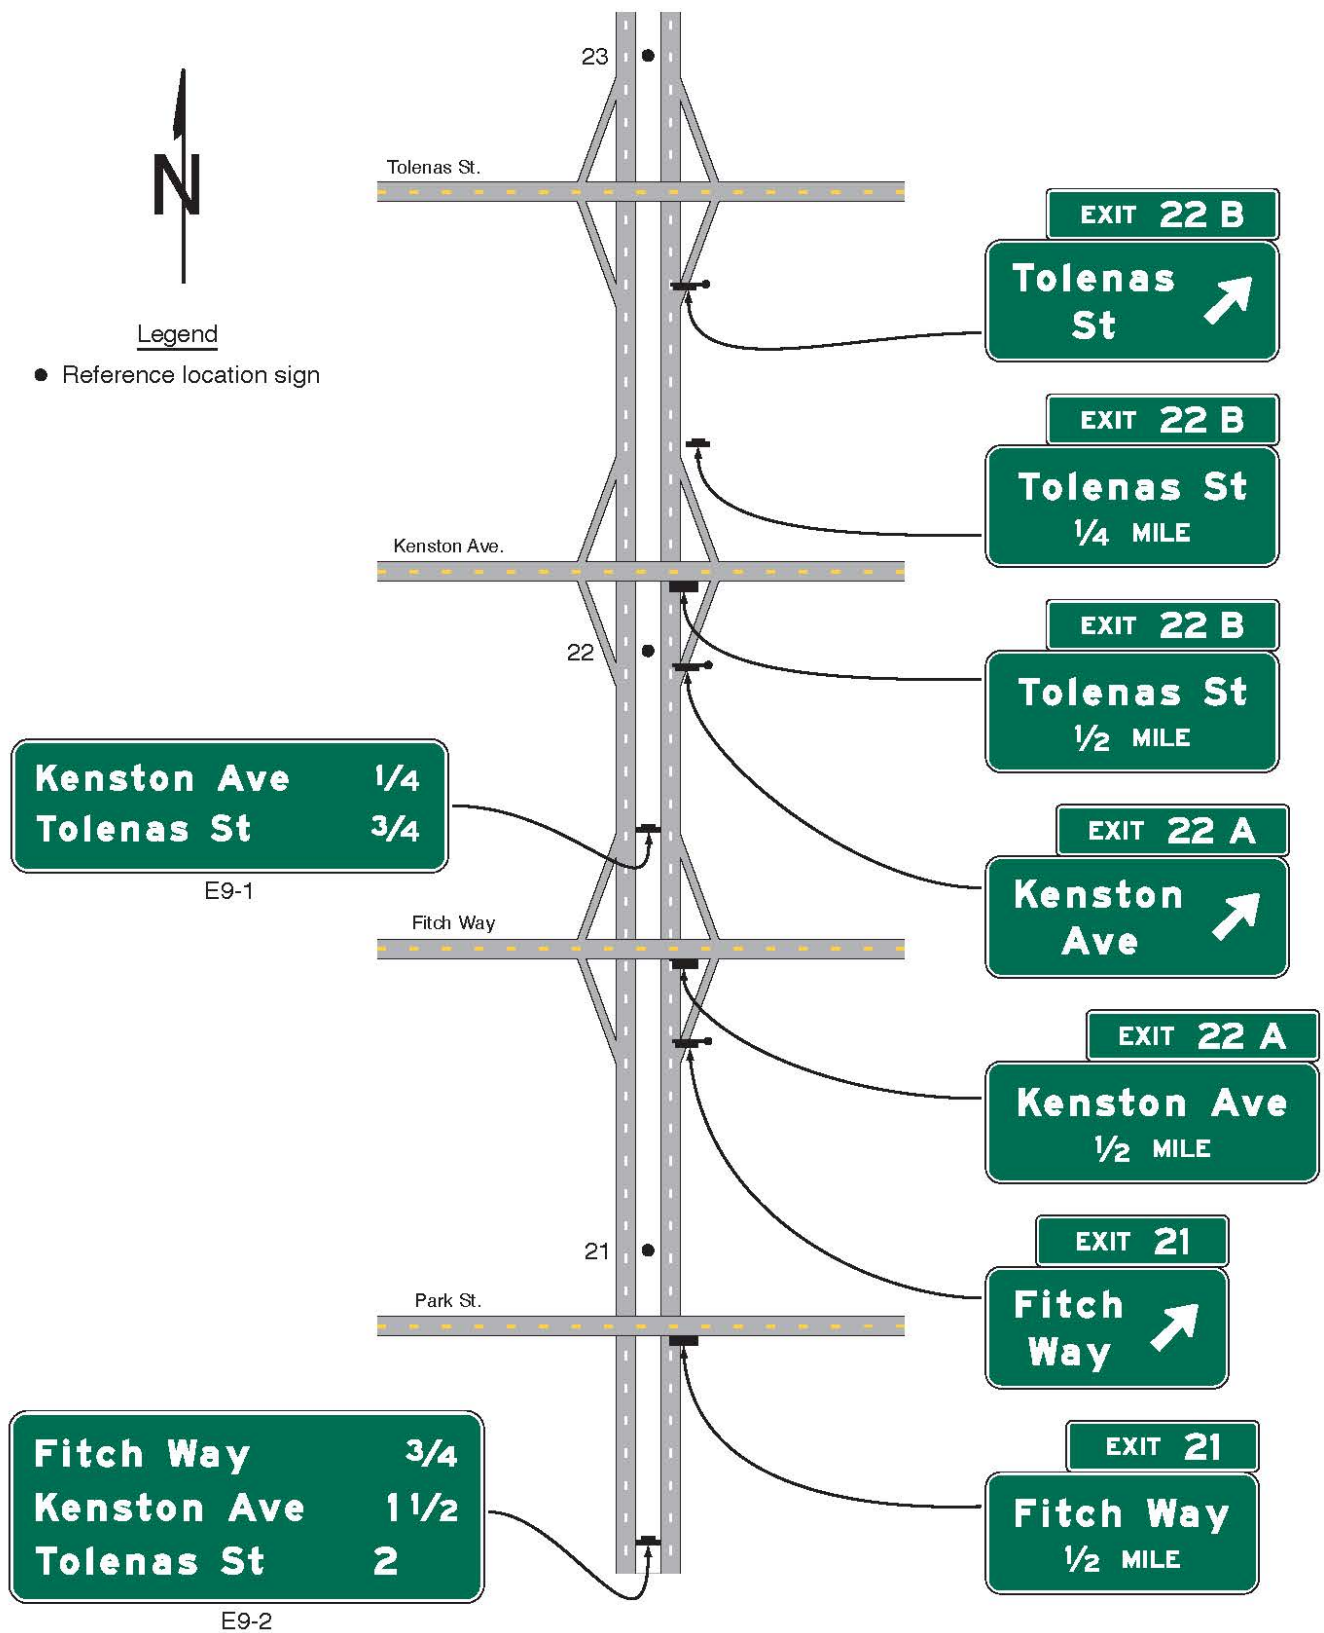 23
Tolenas St.
N
Legend
Reference location sign
EXIT 22 B
Tolenas
St
EXIT 22 B
Tolenas St
1/4 MILE
Kenston Ave.
22
EXIT 22 B
Tolenas St
1/2 MILE
Kenston Ave 1/4
Tolenas St 3/4
E9-1
EXIT 22 A
Kenston
Ave
Fitch Way
EXIT 22 A
Kenston Ave
1/2 MILE
21
Park St.
EXIT 21
Fitch
Way
Fitch Way 3/4
Kenston Ave 1 1/2
Tolenas St 2
E9-2
EXIT 21
Fitch Way
1/2 MILE